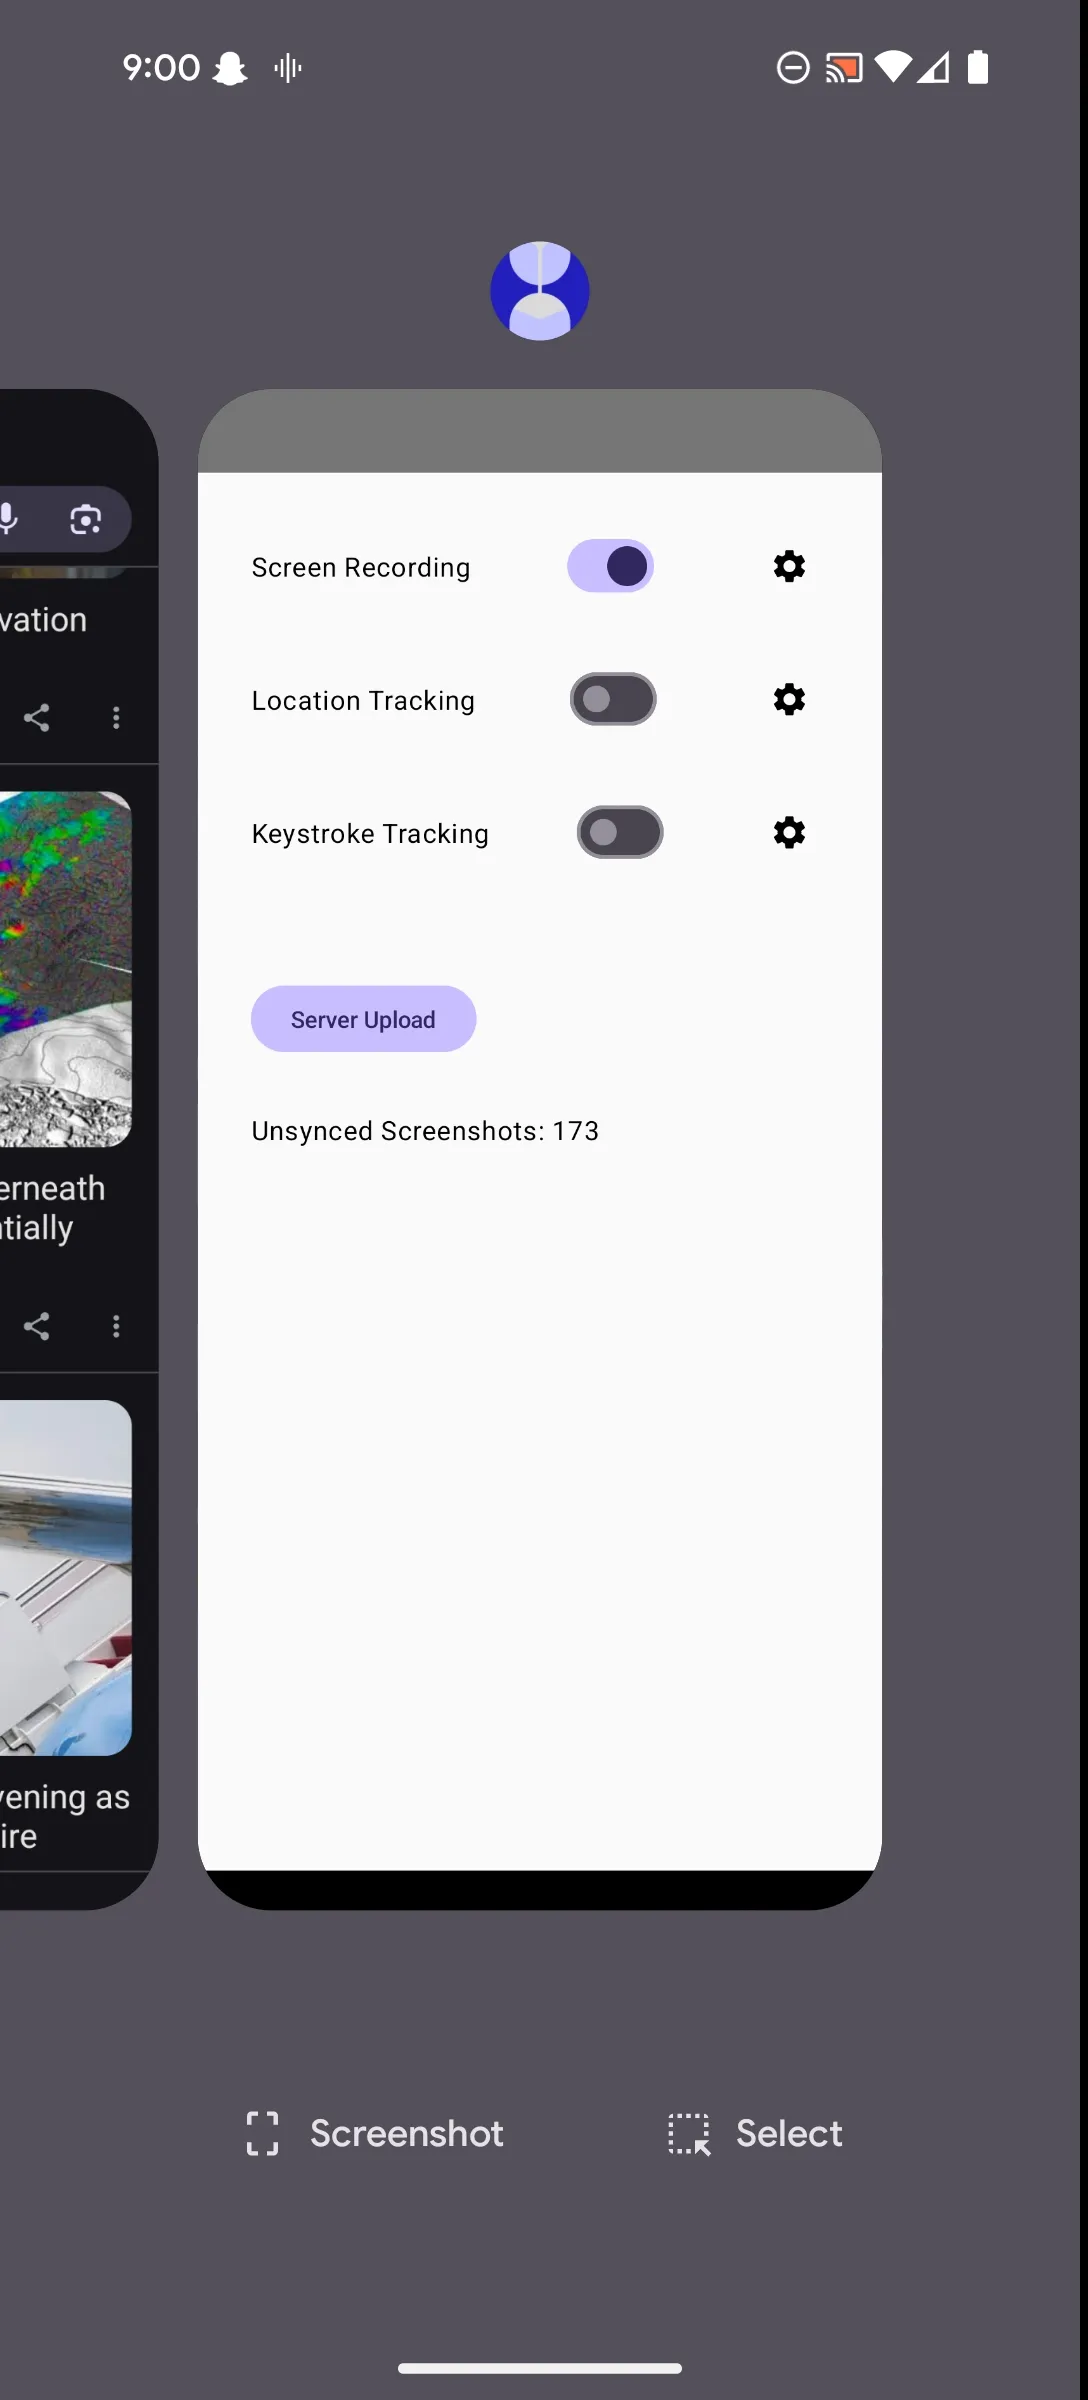 9:00
vation
erneath
tially
vening as
ire
Screen Recording
Location Tracking
Keystroke Tracking
Server Upload
Unsynced Screenshots: 173
Screenshot
Select